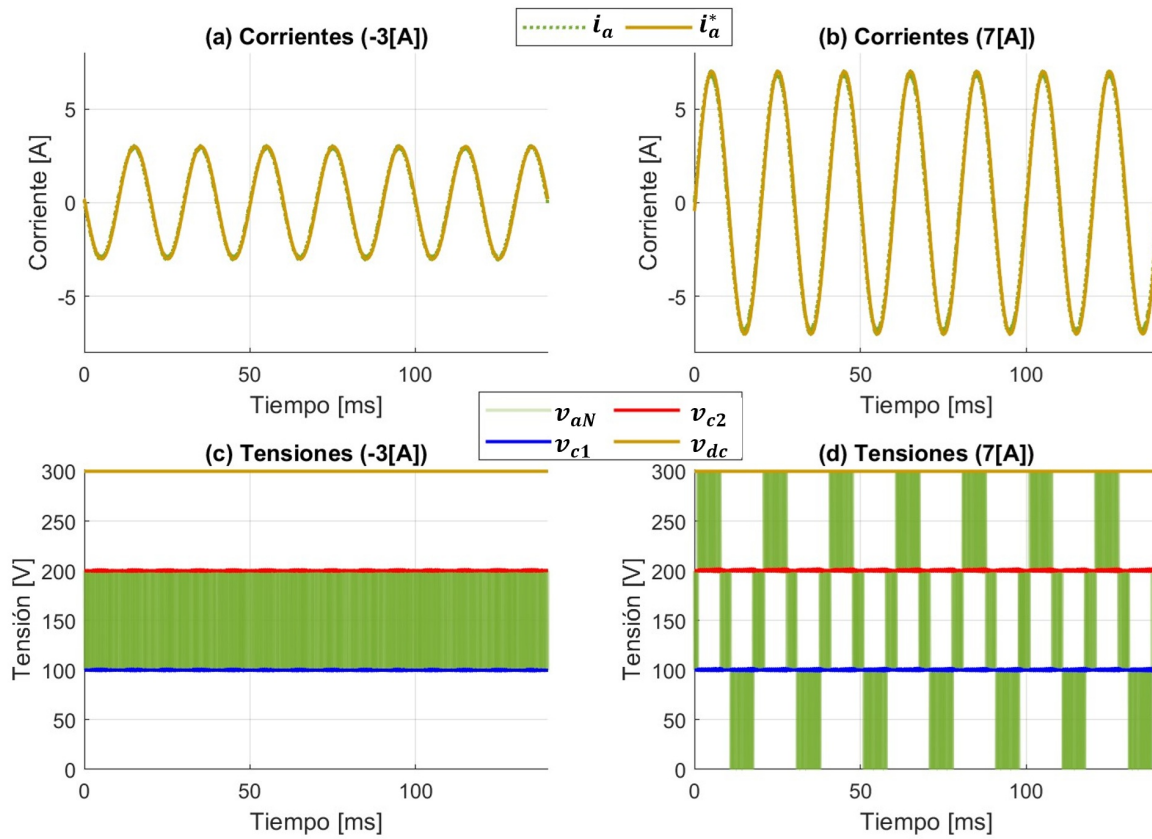 i_a i_a^*
(a) Corrientes (-3[A])
(b) Corrientes (7[A])
Corriente [A]
5
0
-5
0 50 100
Tiempo [ms]
Corriente [A]
5
0
-5
0 50 100
Tiempo [ms]
v_aN v_c2
v_c1 v_dc
(c) Tensiones (-3[A])
(d) Tensiones (7[A])
Tensión [V]
300
250
200
150
100
50
0
0 50 100
Tiempo [ms]
Tensión [V]
300
250
200
150
100
50
0
0 50 100
Tiempo [ms]